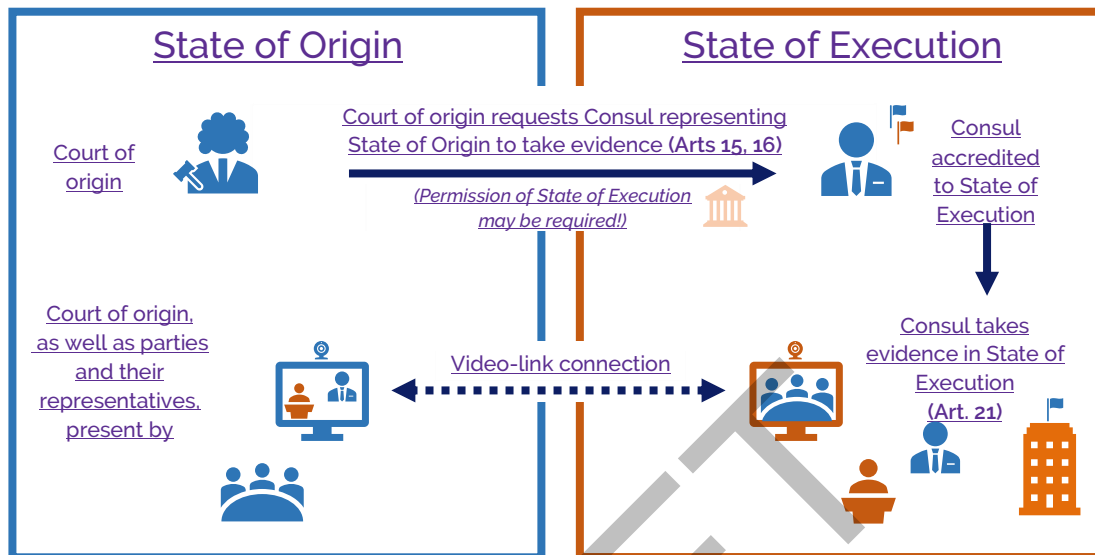 State of Origin
State of Execution
Court of
origin
Court of origin requests Consul representing
State of Origin to take evidence (Arts 15, 16)
(Permission of State of Execution
may be required!)
Consul
accredited
to State of
Execution
Court of origin,
as well as parties
and their
representatives,
present by
Video-link connection
Consul takes
evidence in State of
Execution
(Art. 21)